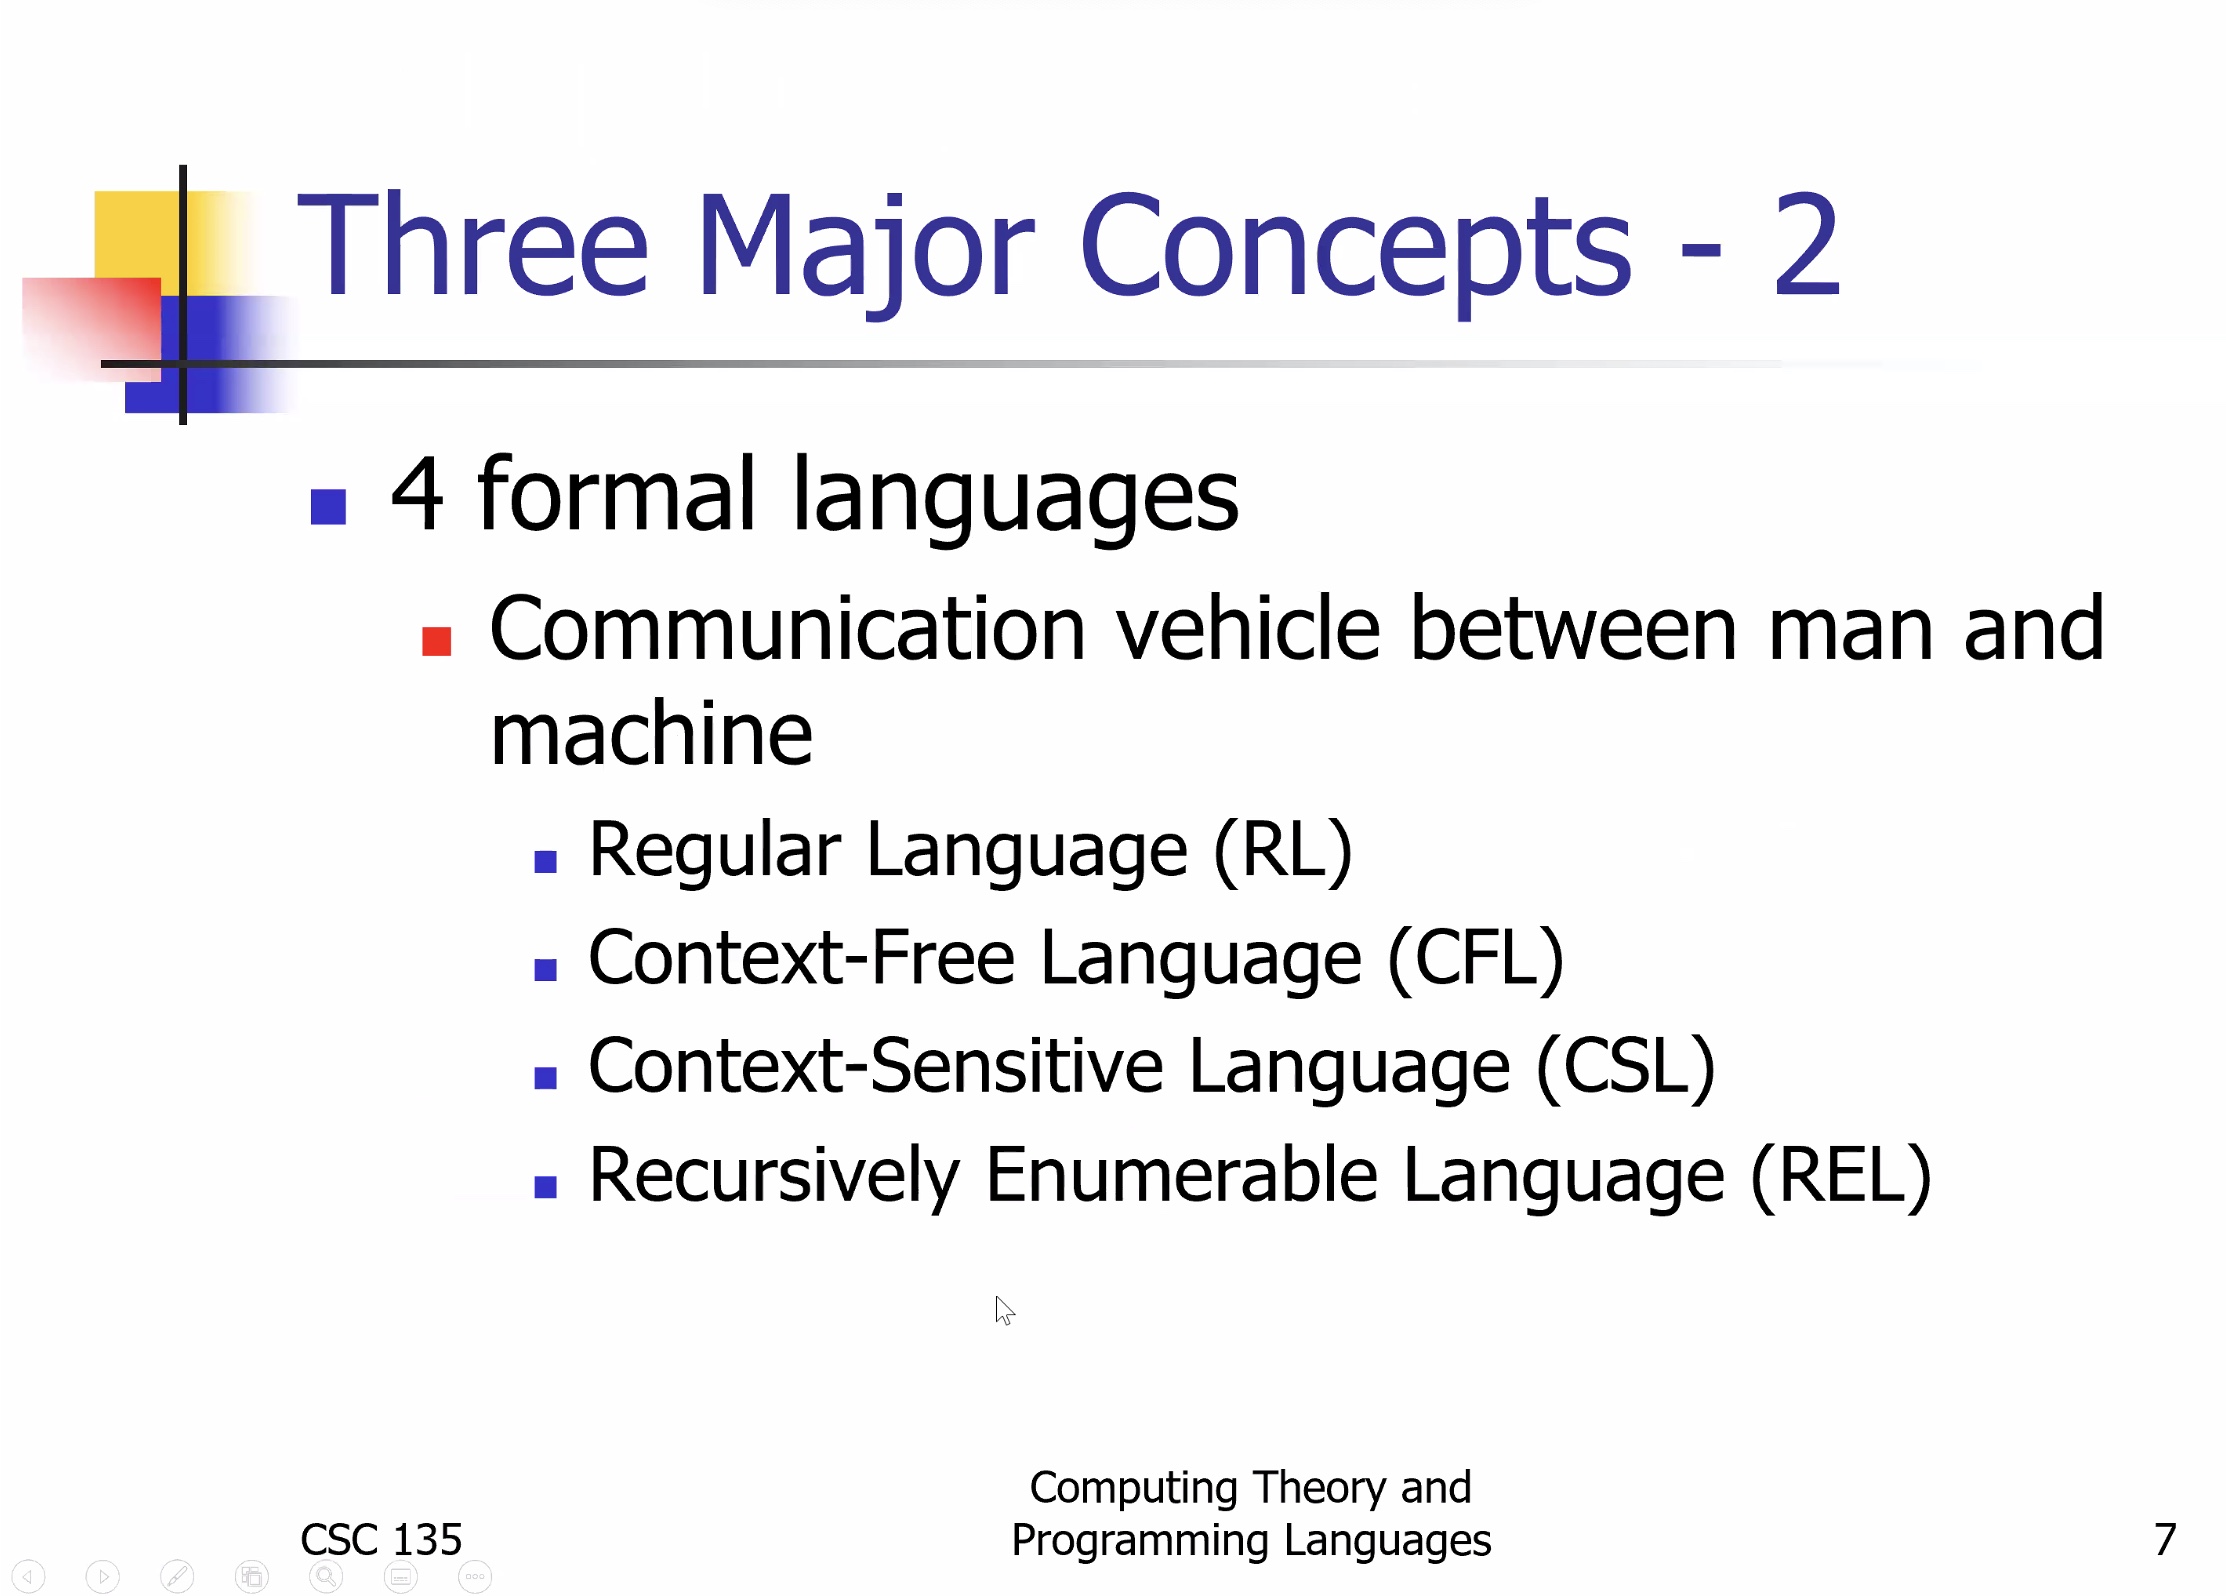 Three Major Concepts - 2
4 formal languages
Communication vehicle between man and
machine
Regular Language (RL)
Context-Free Language (CFL)
Context-Sensitive Language (CSL)
Recursively Enumerable Language (REL)
CSC 135
Computing Theory and
Programming Languages
7